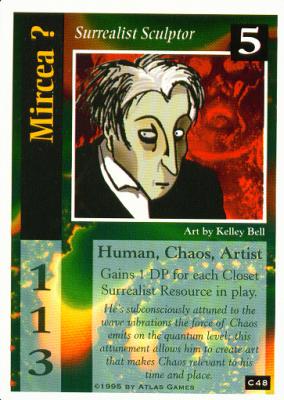 Mircea ?
Surrealist Sculptor
5
Art by Kelley Bell
Human, Chaos, Artist
Gains 1 DP for each Closet
Surrealist Resource in play.
He's subconsciously attuned to the
wave vibrations the force of Chaos
emits on the quantum level; this
attunement allows him to create art
that makes Chaos relevant to his
time and place.
1
1
3
©1995 by Atlas Games
C48